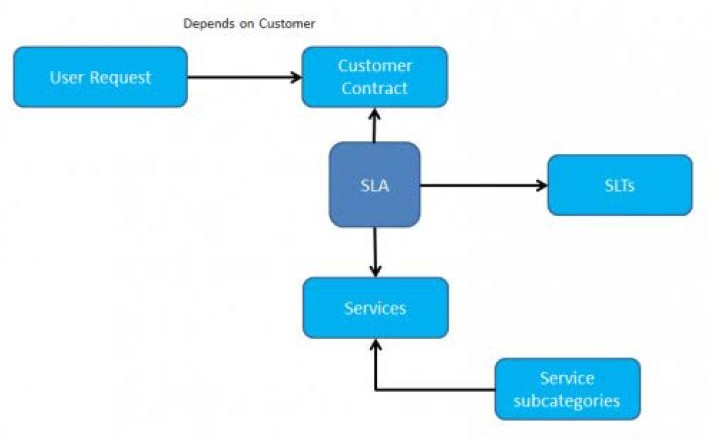 Depends on Customer
User Request
Customer
Contract
SLA
SLTs
Services
Service
subcategories